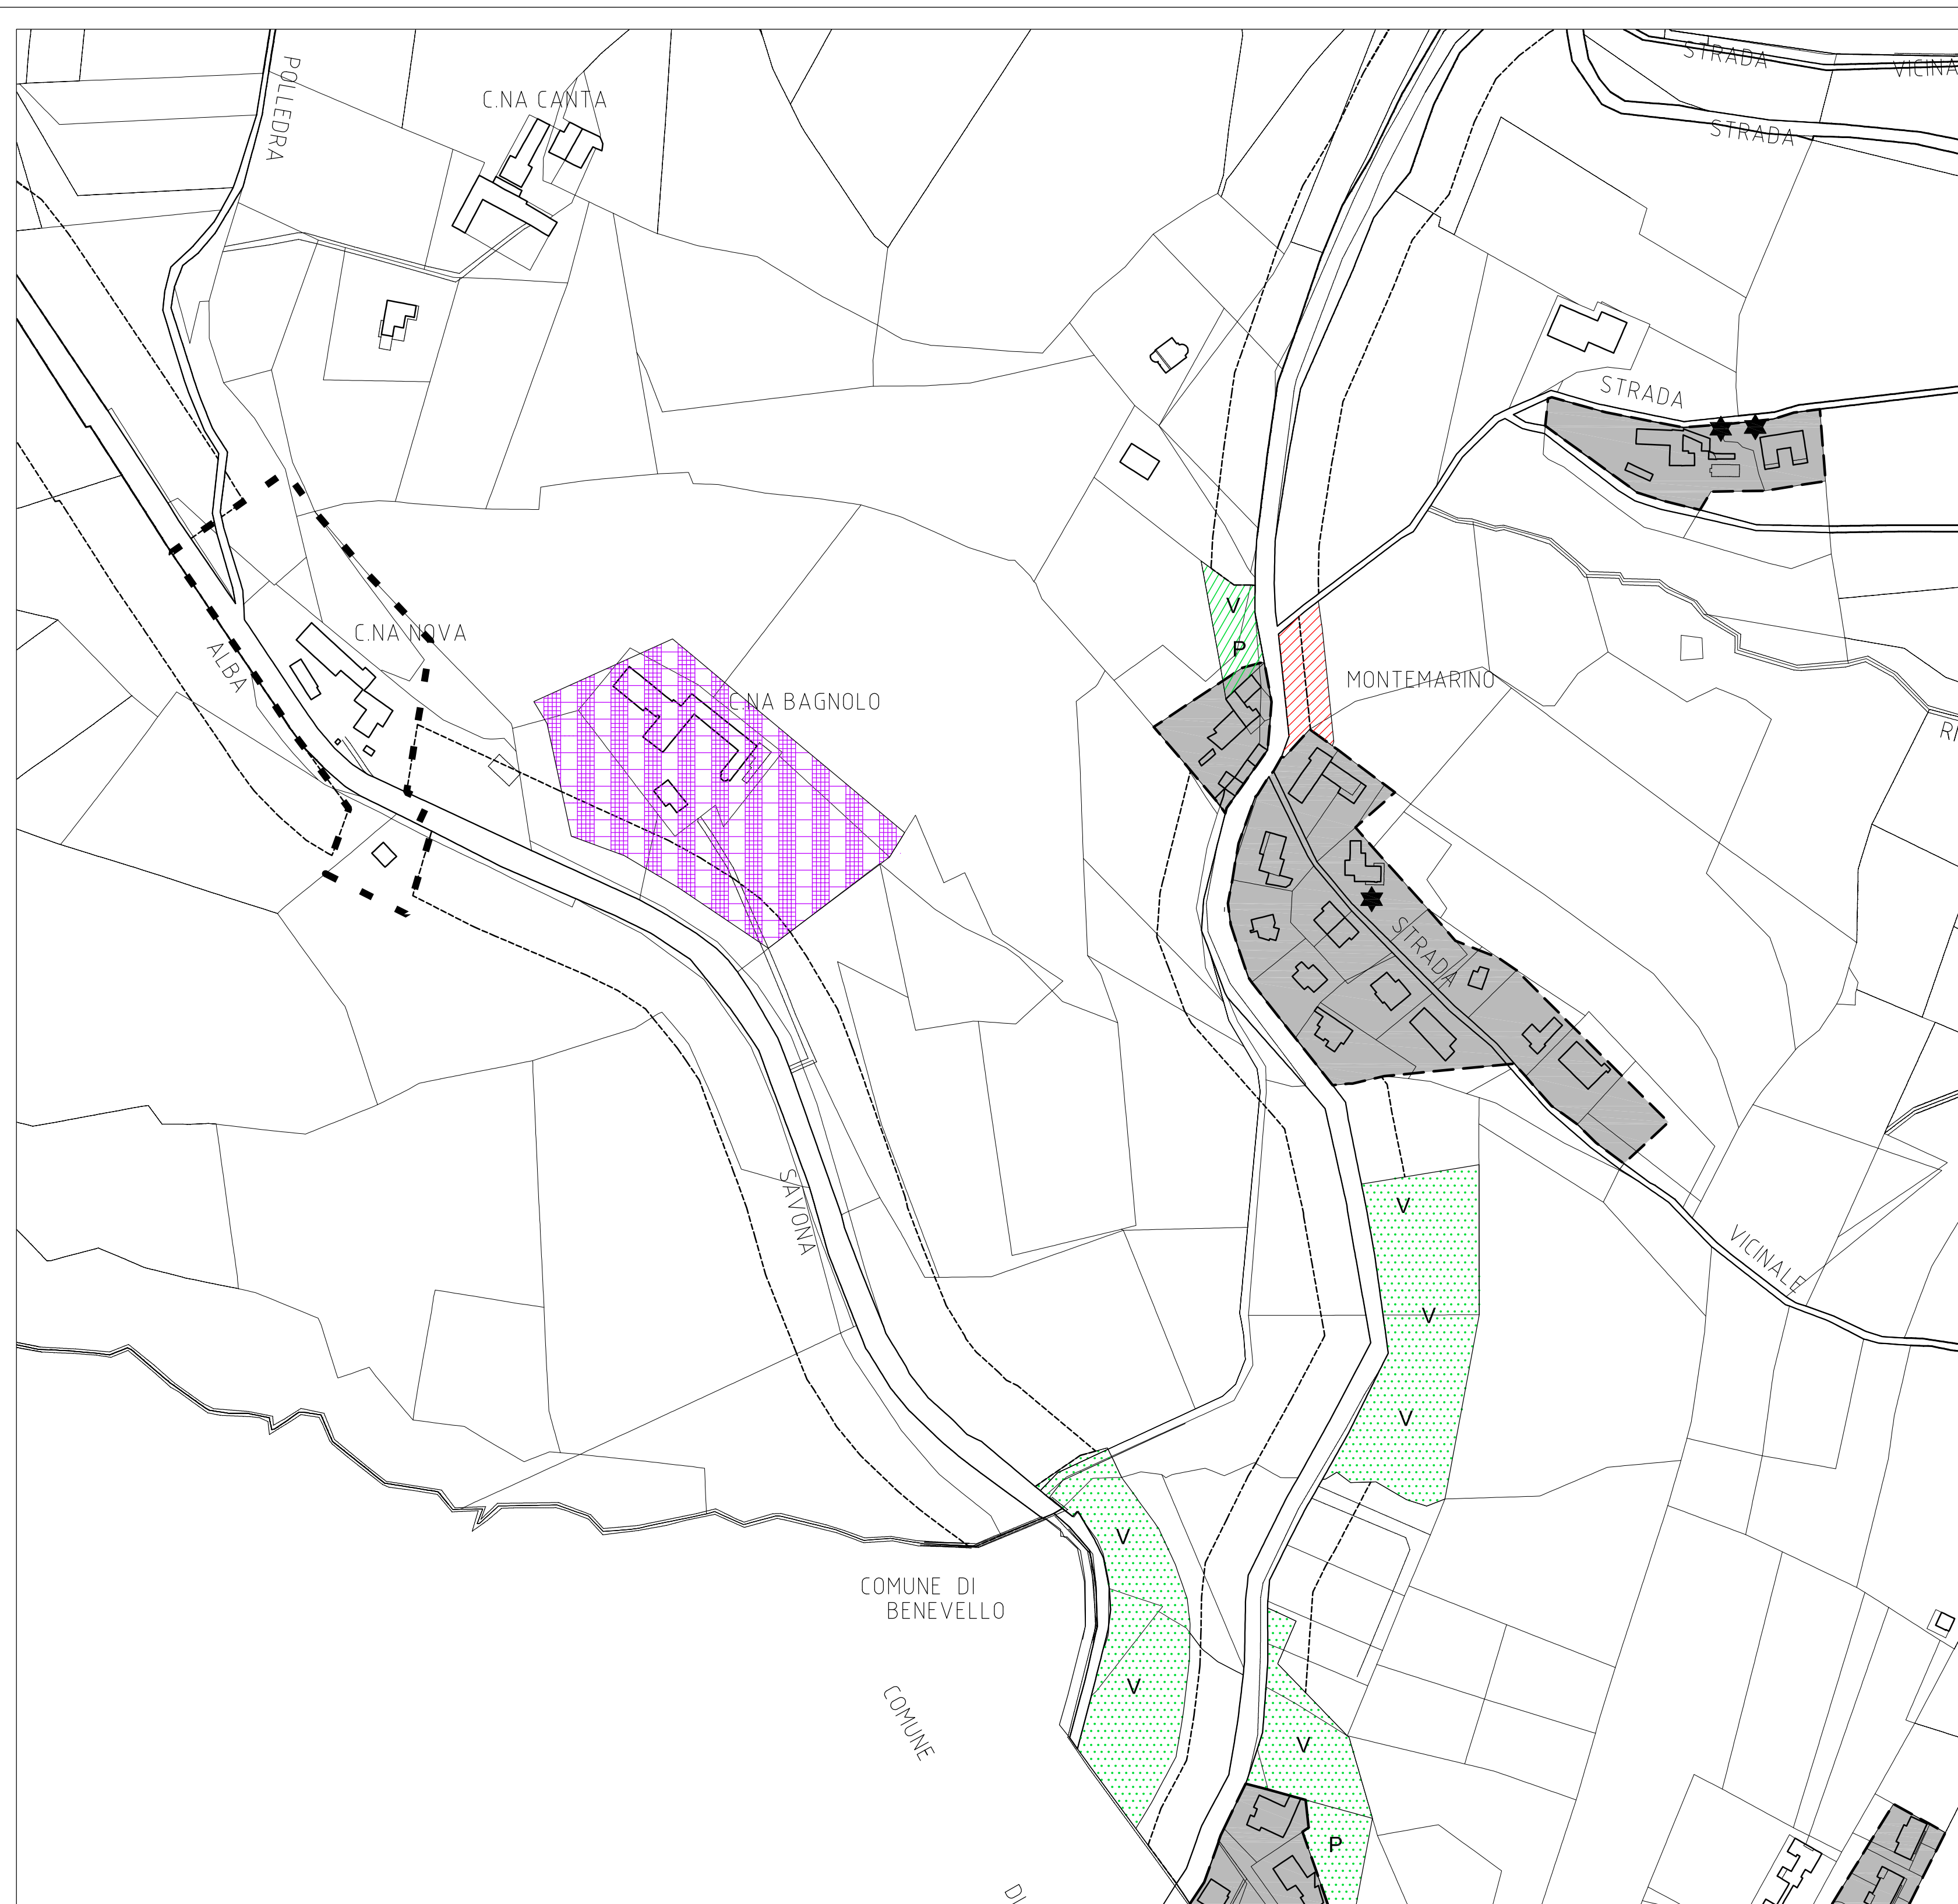 STRADA
VICINA
POLLEDRA
C.NA CANTA
STRADA
STRADA
V
P
C.NA NOVA
ALBA
MONTEMARINO
C.NA BAGNOLO
STRADA
SAVONA
V
VICINALE
V
V
V
COMUNE DI
BENEVELLO
V
COMUNE
V
P
DI